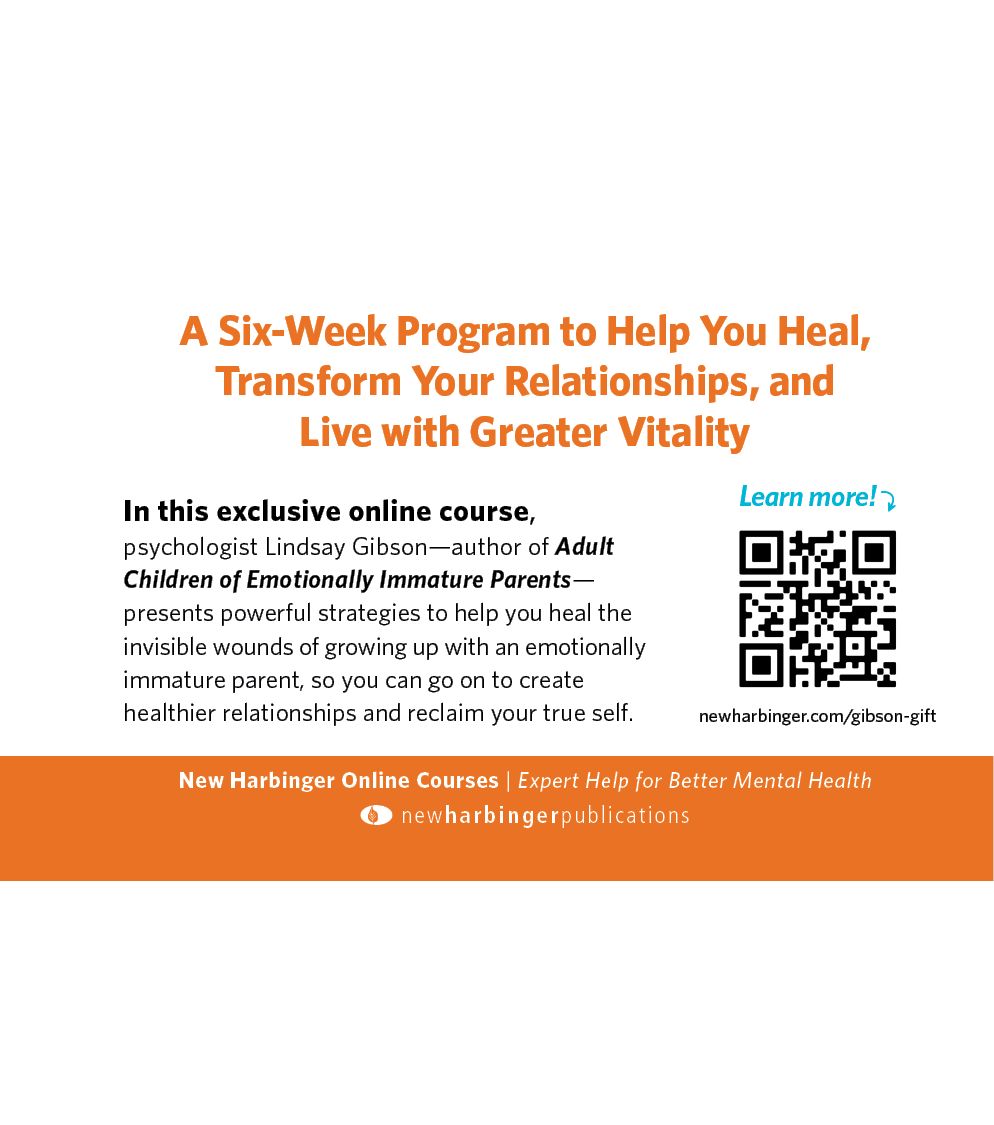 A Six-Week Program to Help You Heal,
Transform Your Relationships, and
Live with Greater Vitality
In this exclusive online course,
psychologist Lindsay Gibson—author of Adult
Children of Emotionally Immature Parents—
presents powerful strategies to help you heal the
invisible wounds of growing up with an emotionally
immature parent, so you can go on to create
healthier relationships and reclaim your true self.
Learn more!
newharbinger.com/gibson-gift
New Harbinger Online Courses | Expert Help for Better Mental Health
newharbingerpublications